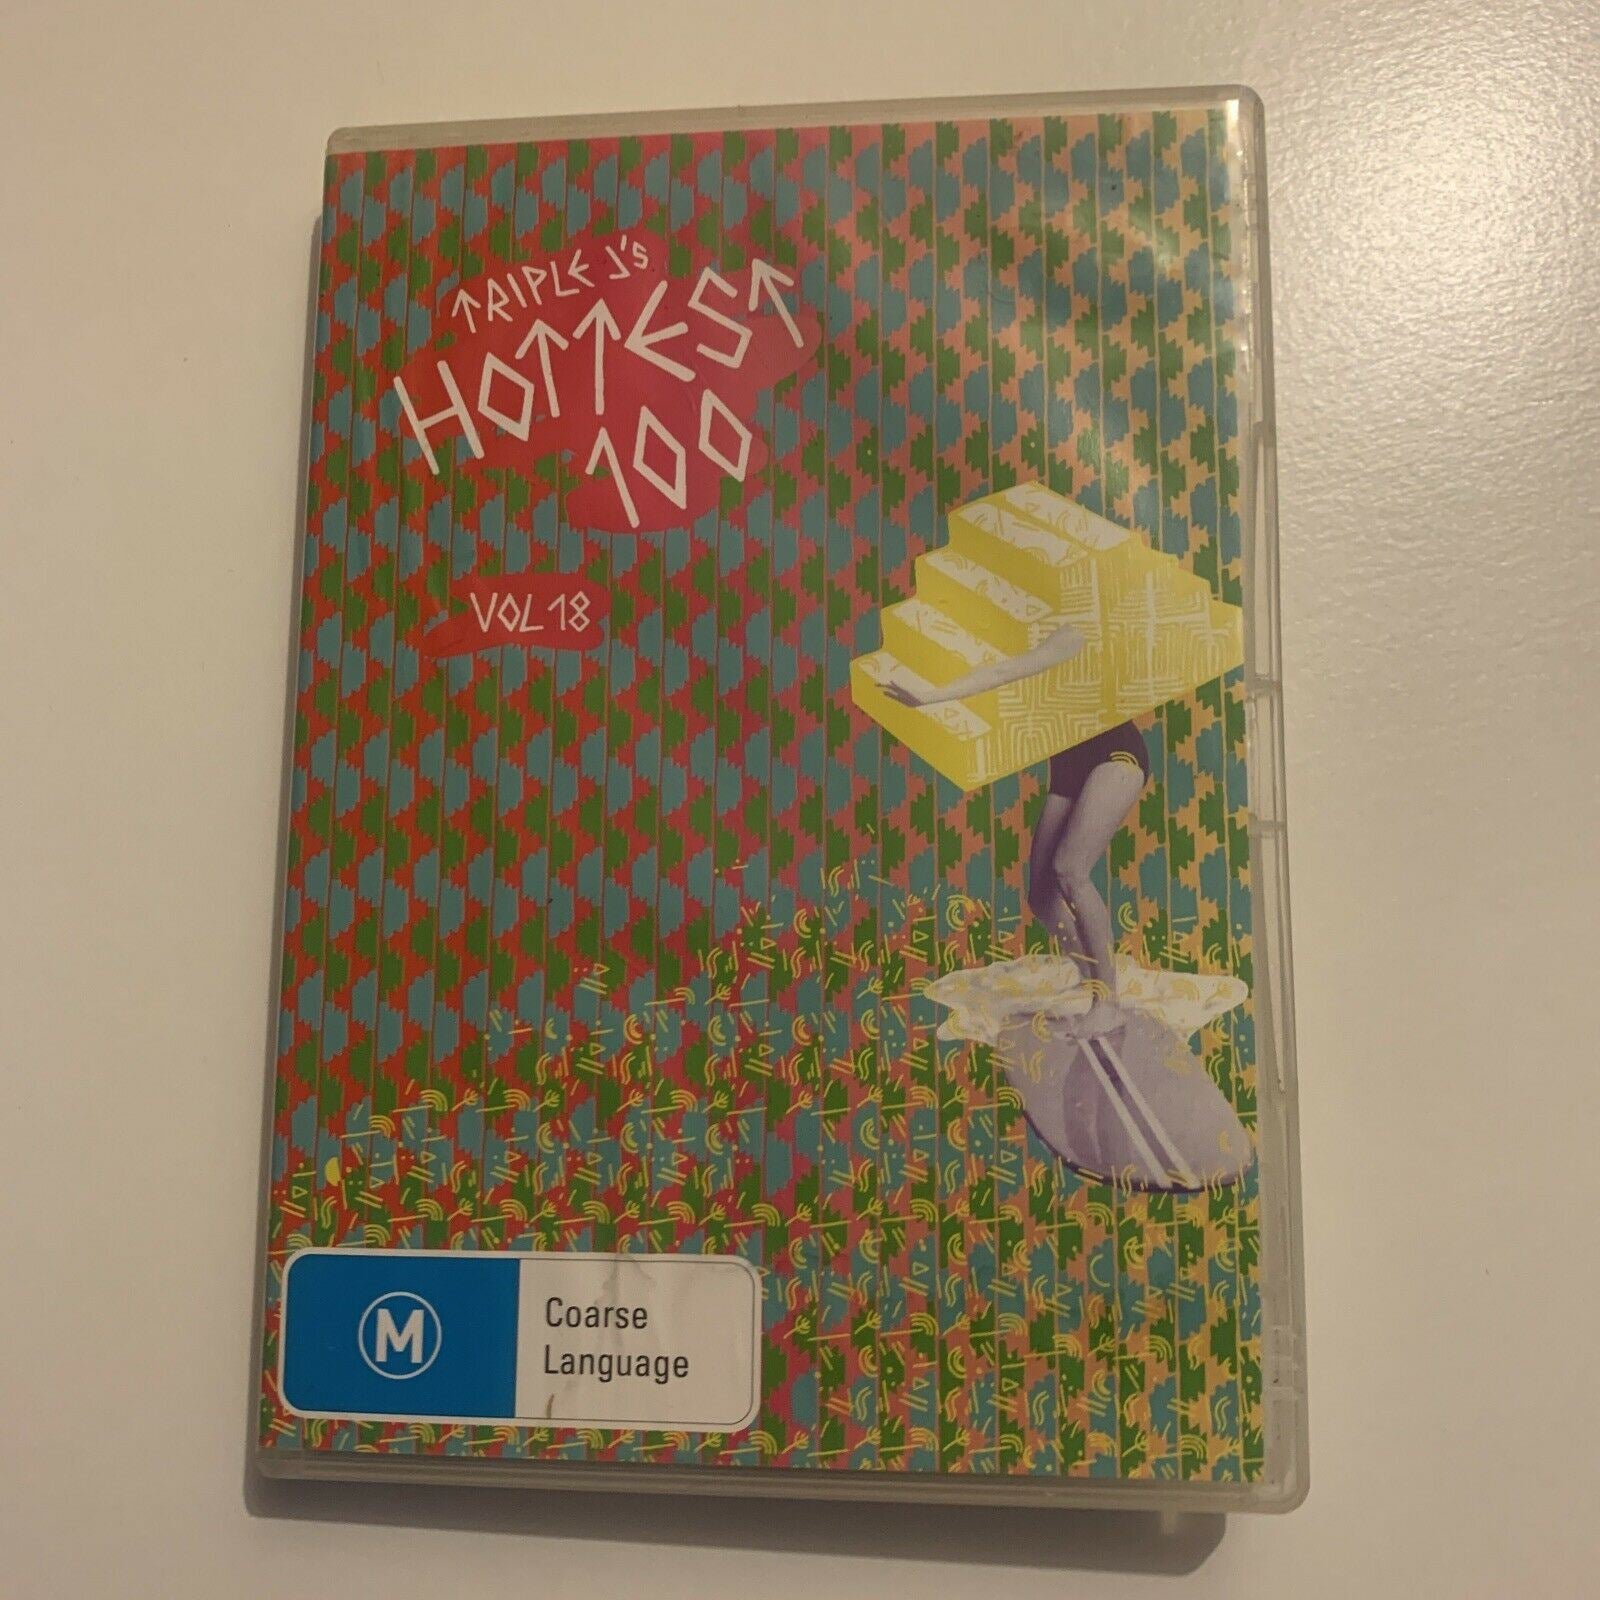 TRIPLE J'S
HOTTEST
100
VOL 18
M
Coarse
Language